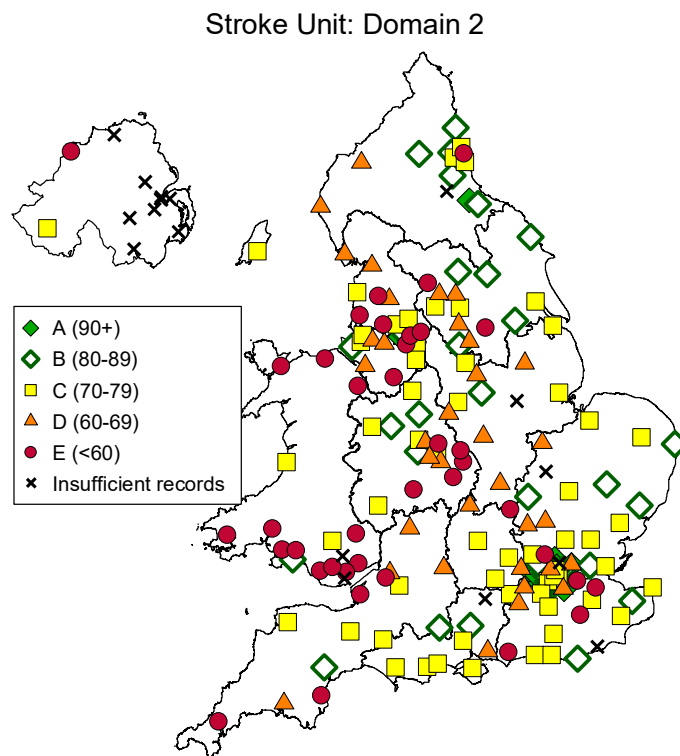 Stroke Unit: Domain 2
A (90+)
B (80-89)
C (70-79)
D (60-69)
E (<60)
Insufficient records